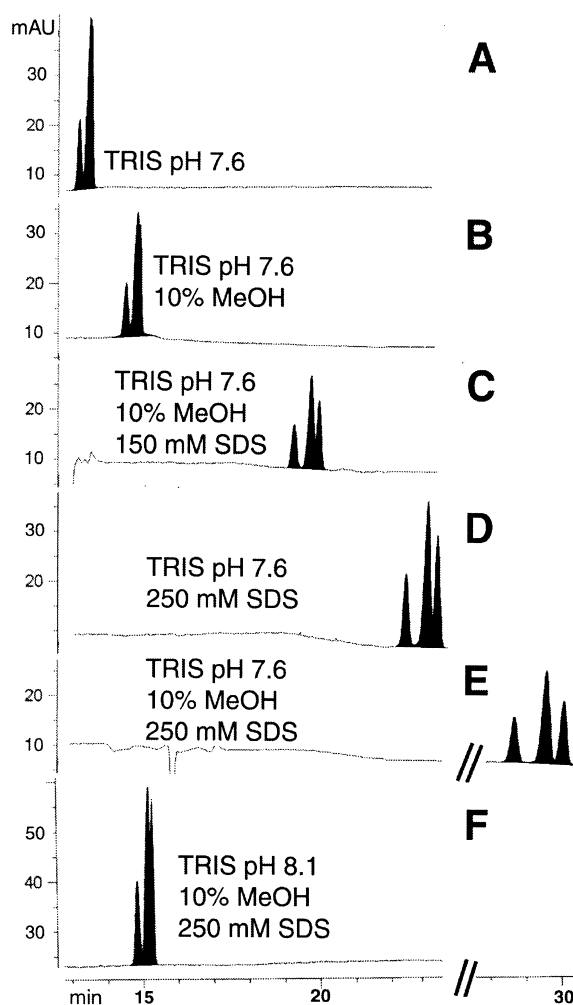 mAU
A
30
20
10
TRIS pH 7.6
B
30
20
10
TRIS pH 7.6
10% MeOH
C
20
10
TRIS pH 7.6
10% MeOH
150 mM SDS
D
30
20
TRIS pH 7.6
250 mM SDS
E
20
10
TRIS pH 7.6
10% MeOH
250 mM SDS
F
50
40
30
TRIS pH 8.1
10% MeOH
250 mM SDS
min 15 20 30